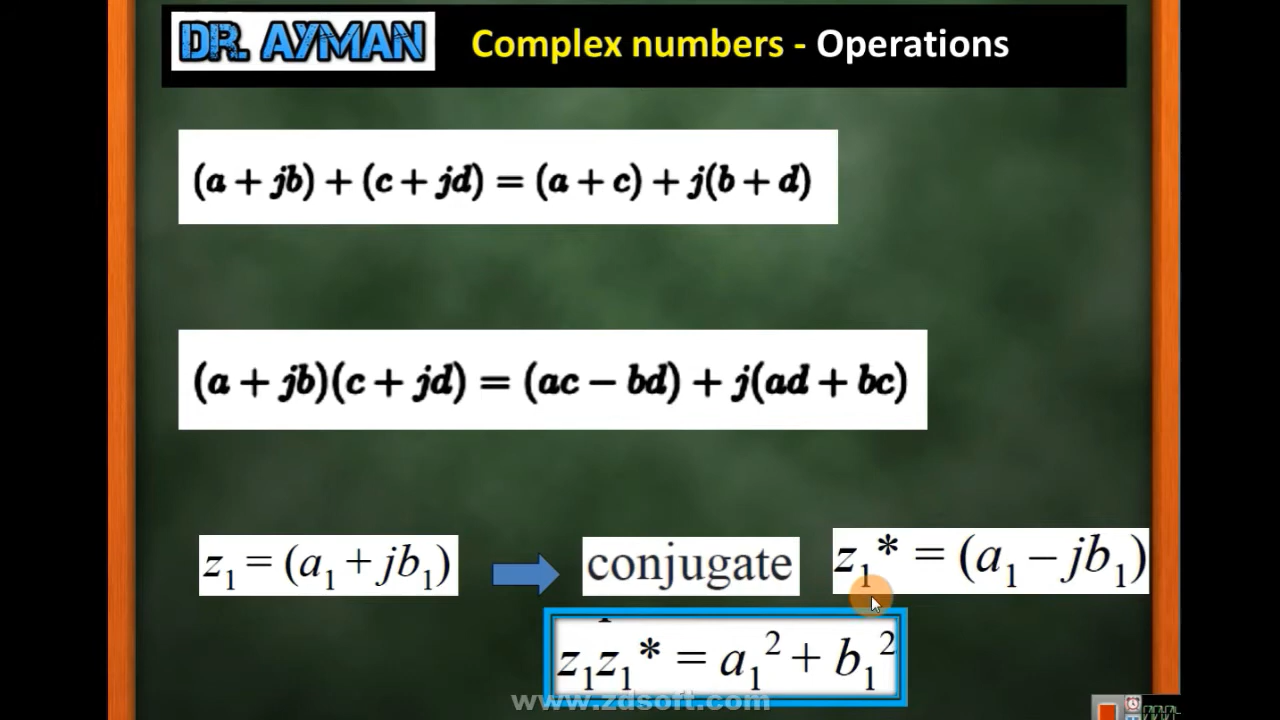 DR. AYMAN
Complex numbers - Operations
(a + jb) + (c + jd) = (a + c) + j(b + d)
(a + jb)(c + jd) = (ac − bd) + j(ad + bc)
z₁ = (a₁ + jb₁)
conjugate
z₁* = (a₁ − jb₁)
z₁z₁* = a₁² + b₁²
www.zdsoft.com